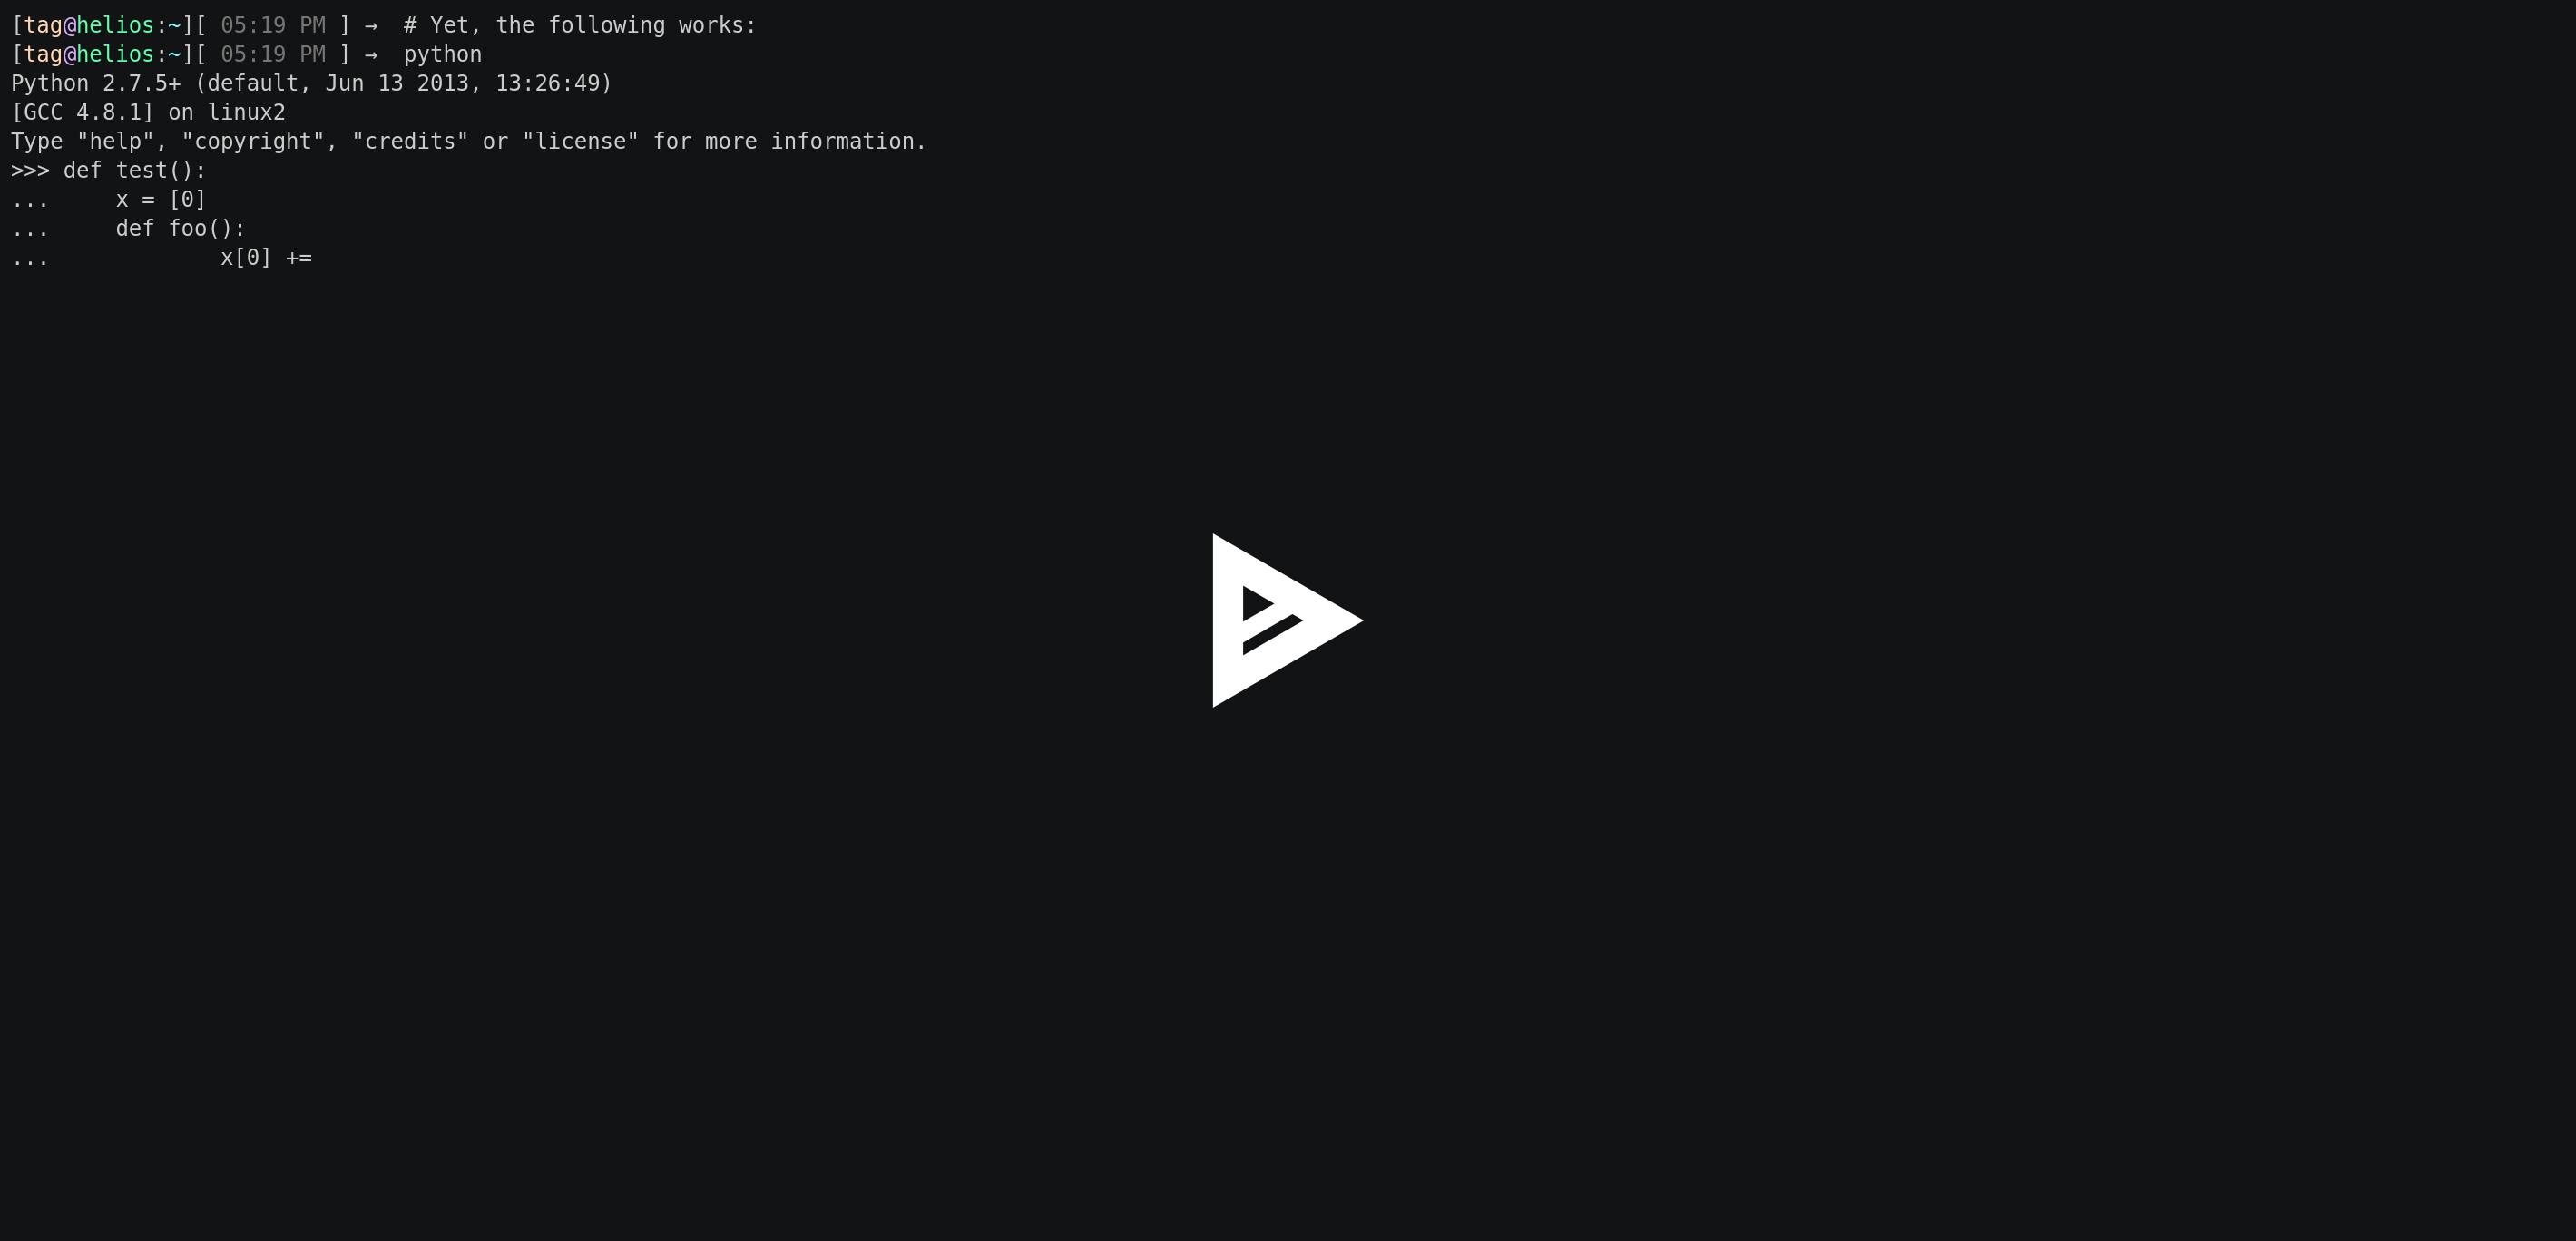 [tag@helios:~][ 05:19 PM ] →  # Yet, the following works:
[tag@helios:~][ 05:19 PM ] →  python
Python 2.7.5+ (default, Jun 13 2013, 13:26:49)
[GCC 4.8.1] on linux2
Type "help", "copyright", "credits" or "license" for more information.
>>> def test():
...     x = [0]
...     def foo():
...             x[0] +=